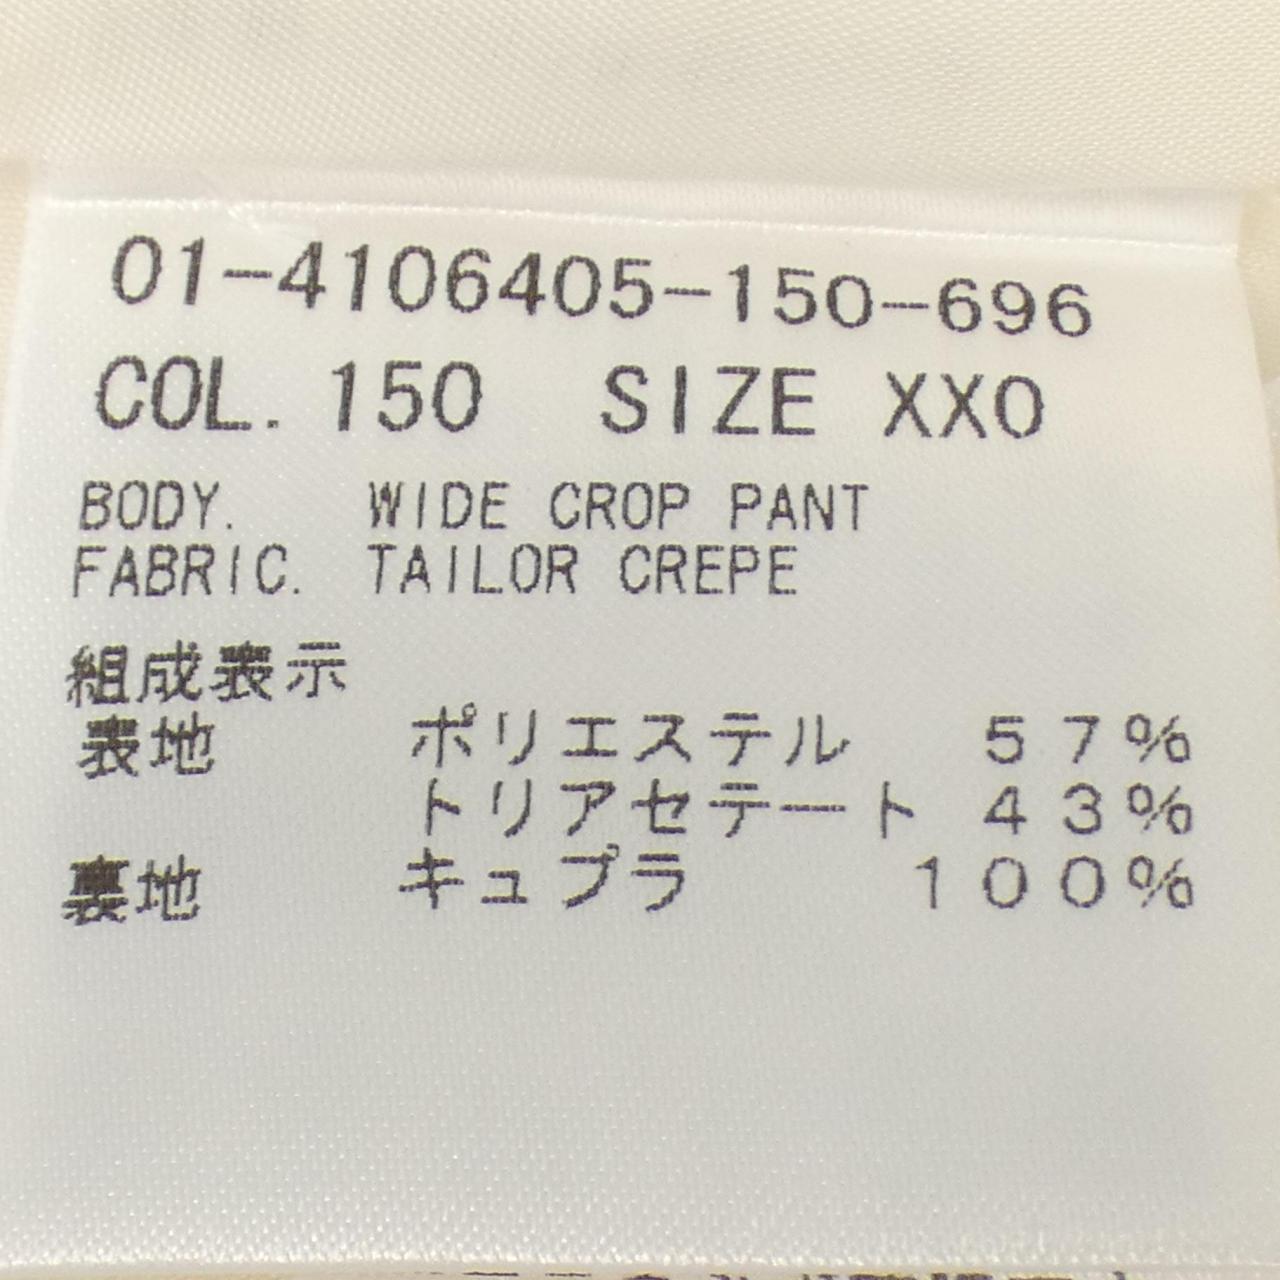 01-4106405-150-696
COL. 150 SIZE XXO
BODY. WIDE CROP PANT
FABRIC. TAILOR CREPE
組成表示
表地 ポリエステル 57%
トリアセテート 43%
裏地 キュプラ 100%